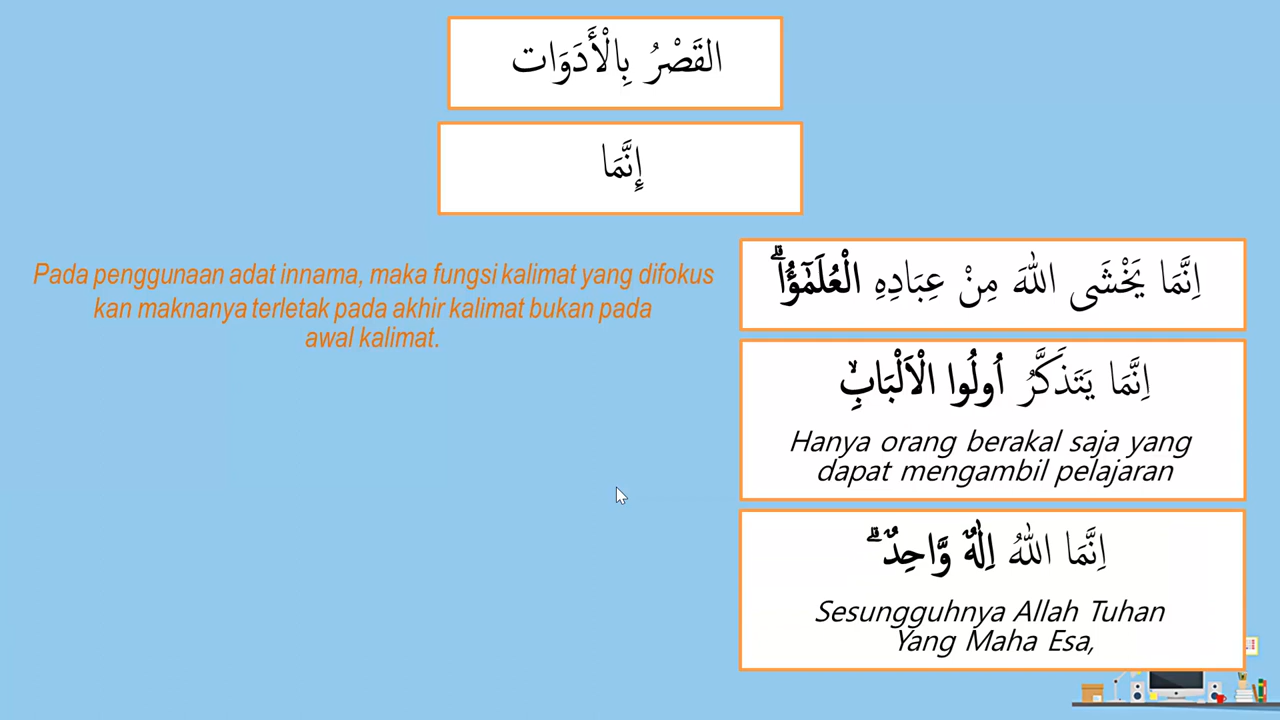 القَصْرُ بِالْأَدَوَات
إِنَّمَا
Pada penggunaan adat innama, maka fungsi kalimat yang difokus
kan maknanya terletak pada akhir kalimat bukan pada
awal kalimat.
اِنَّمَا يَخْشَى اللهَ مِنْ عِبَادِهِ الْعُلَمٰۤؤُاۗ
اِنَّمَا يَتَذَكَّرُ اُولُوا الْاَلْبَابِۙ
Hanya orang berakal saja yang
dapat mengambil pelajaran
اِنَّمَا اللهُ اِلٰهٌ وَّاحِدٌ ۗ
Sesungguhnya Allah Tuhan
Yang Maha Esa,